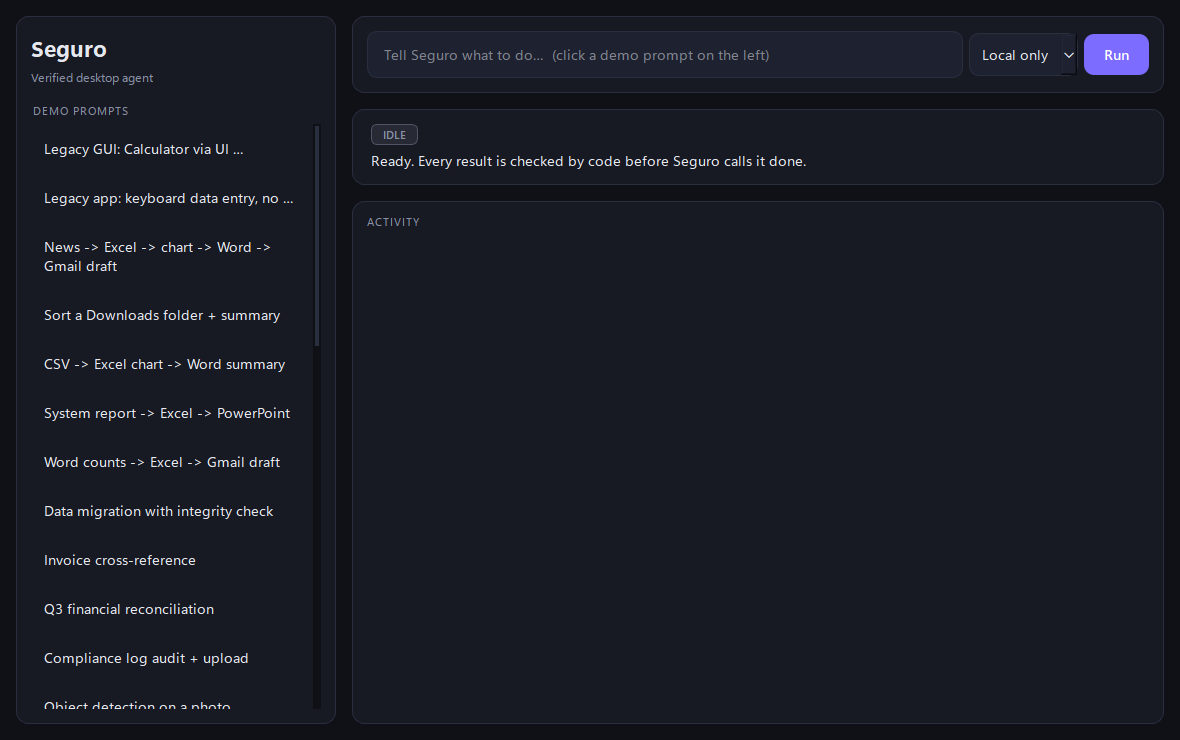 Seguro
Verified desktop agent
DEMO PROMPTS
Legacy GUI: Calculator via UI ...
Legacy app: keyboard data entry, no ...
News -> Excel -> chart -> Word ->
Gmail draft
Sort a Downloads folder + summary
CSV -> Excel chart -> Word summary
System report -> Excel -> PowerPoint
Word counts -> Excel -> Gmail draft
Data migration with integrity check
Invoice cross-reference
Q3 financial reconciliation
Compliance log audit + upload
Object detection on a photo
Tell Seguro what to do... (click a demo prompt on the left)
Local only
Run
IDLE
Ready. Every result is checked by code before Seguro calls it done.
ACTIVITY